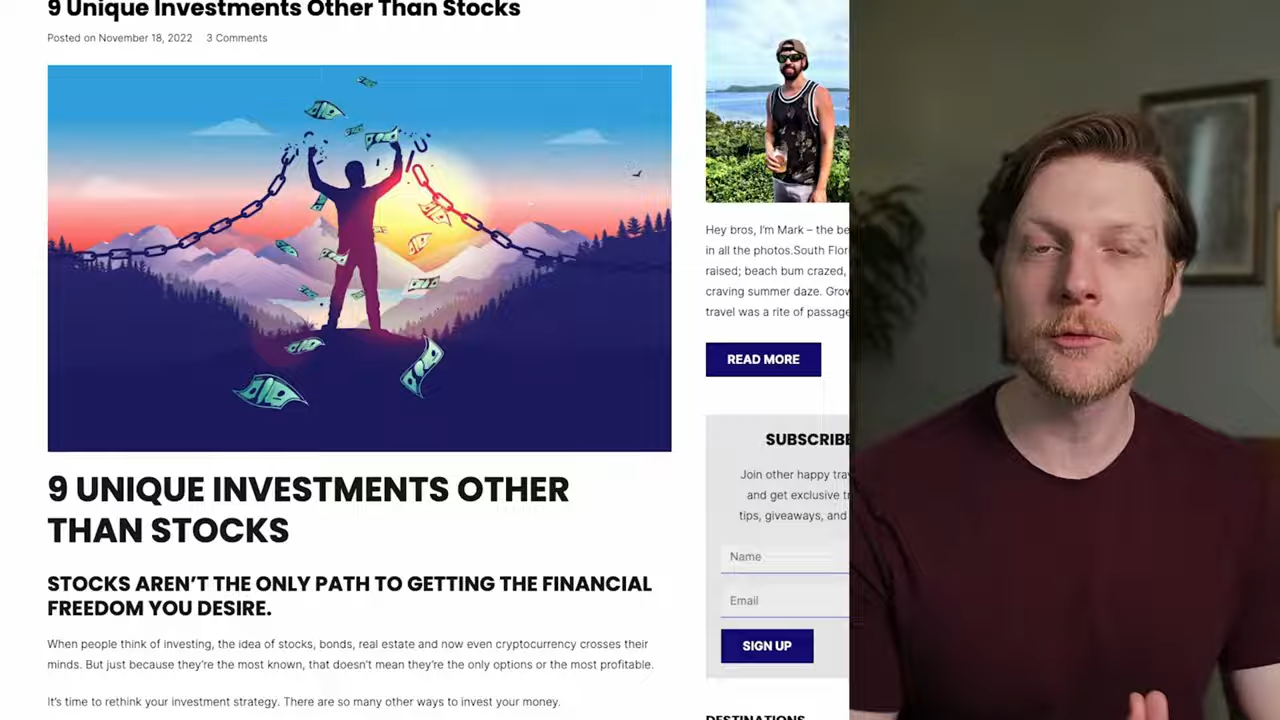 9 Unique Investments Other Than Stocks
Posted on November 18, 2022 3 Comments
9 UNIQUE INVESTMENTS OTHER
THAN STOCKS
STOCKS AREN'T THE ONLY PATH TO GETTING THE FINANCIAL
FREEDOM YOU DESIRE.
When people think of investing, the idea of stocks, bonds, real estate and now even cryptocurrency crosses their
minds. But just because they're the most known, that doesn't mean they're the only options or the most profitable.
It's time to rethink your investment strategy. There are so many other ways to invest your money.
Hey bros, I'm Mark – the be
in all the photos.South Flor
raised; beach bum crazed,
craving summer daze. Grov
travel was a rite of passage
READ MORE
SUBSCRIBE
Join other happy trav
and get exclusive tr
tips, giveaways, and
Name
Email
SIGN UP
DESTINATIONS